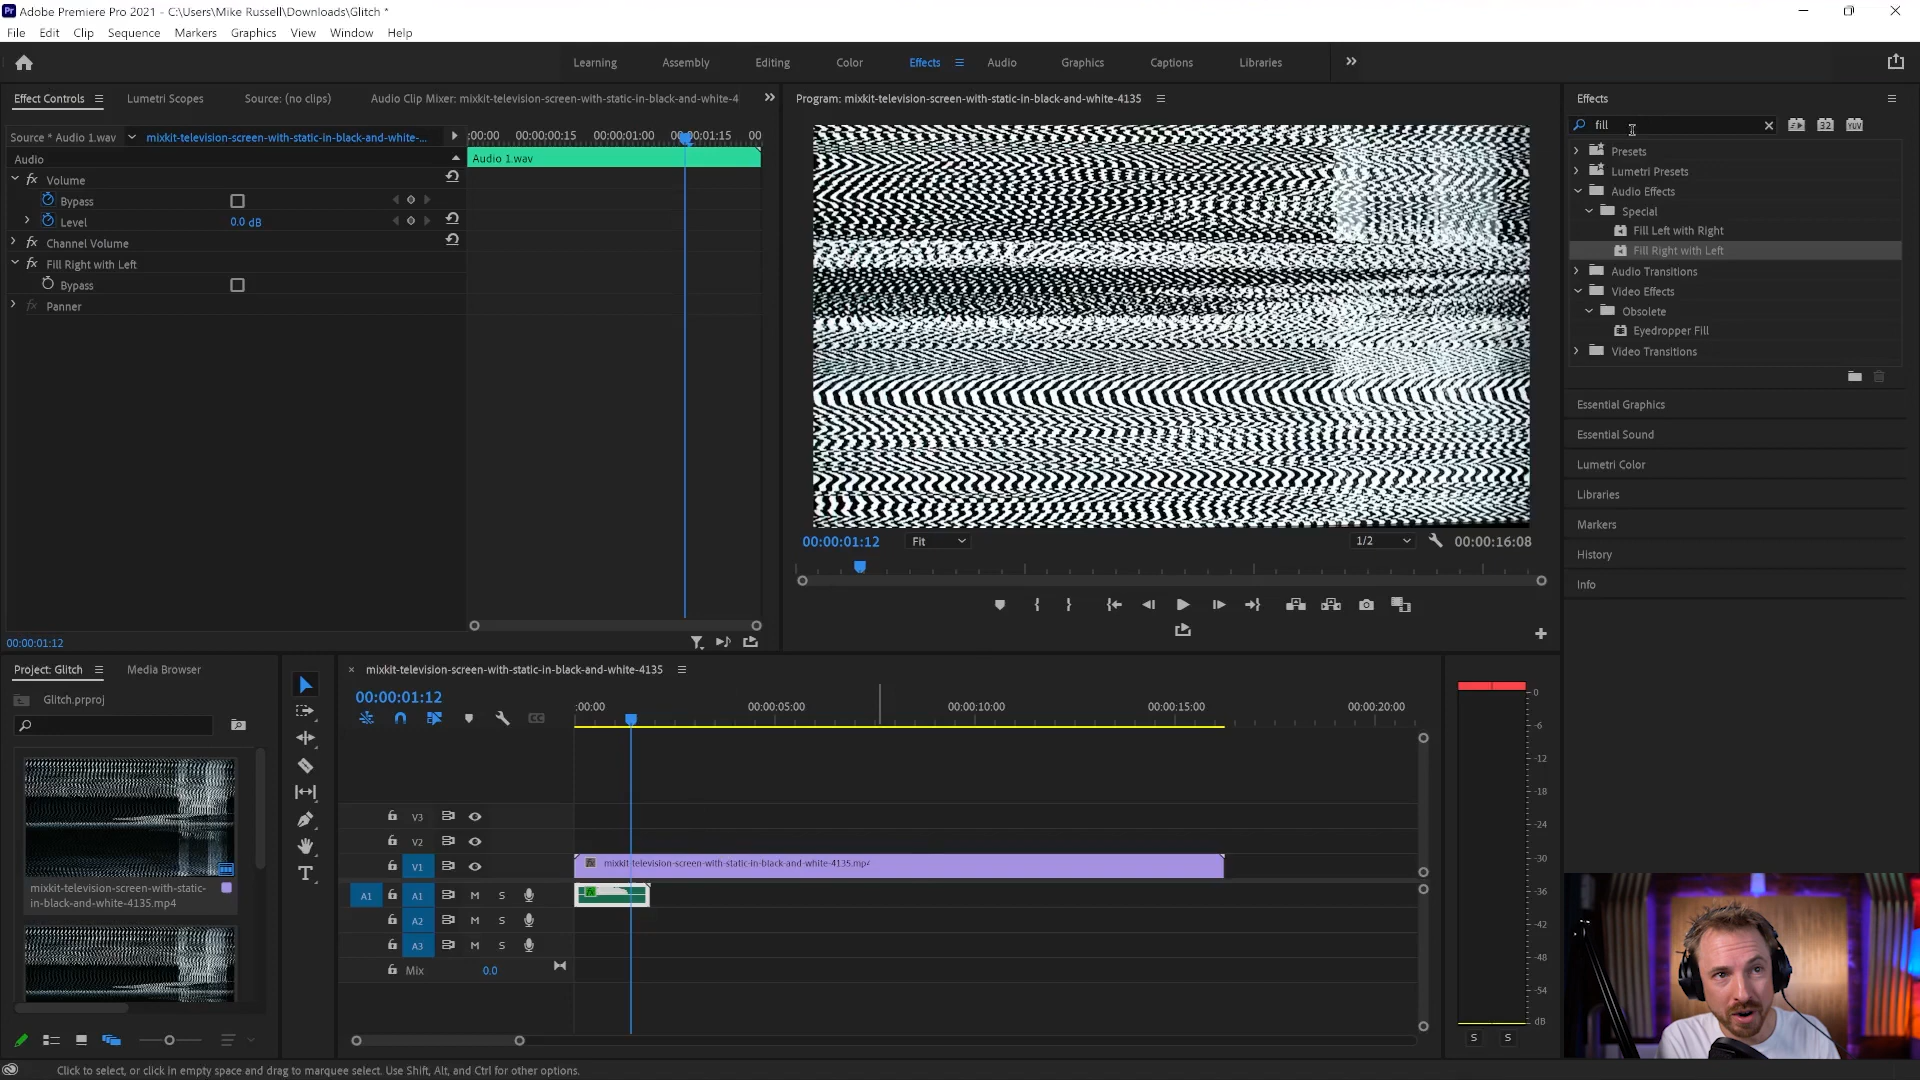 Adobe Premiere Pro 2021 - C:\Users\Mike Russell\Downloads\Glitch *
File Edit Clip Sequence Markers Graphics View Window Help
Learning Assembly Editing Color Effects Audio Graphics Captions Libraries
Effect Controls Lumetri Scopes Source: (no clips) Audio Clip Mixer: mixkit-television-screen-with-static-in-black-and-white-4
Source * Audio 1.wav mixkit-television-screen-with-static-in-black-and-white-...
:00:00 00:00:00:15 00:00:01:00 00:00:01:15 00
Audio
Audio 1.wav
fx Volume
Bypass
Level 0.0 dB
fx Channel Volume
fx Fill Right with Left
Bypass
fx Panner
00:00:01:12
Program: mixkit-television-screen-with-static-in-black-and-white-4135
00:00:01:12 Fit 1/2 00:00:16:08
Effects
fill
32 YUV
Presets
Lumetri Presets
Audio Effects
Special
Fill Left with Right
Fill Right with Left
Audio Transitions
Video Effects
Obsolete
Eyedropper Fill
Video Transitions
Essential Graphics
Essential Sound
Lumetri Color
Libraries
Markers
History
Info
Project: Glitch Media Browser
Glitch.prproj
mixkit-television-screen-with-static-
in-black-and-white-4135.mp4
mixkit-television-screen-with-static-in-black-and-white-4135
00:00:01:12
:00:00 00:00:05:00 00:00:10:00 00:00:15:00 00:00:20:00
V3
V2
V1 fx mixkit-television-screen-with-static-in-black-and-white-4135.mp4
A1 A1 M S fx
A2 M S
A3 M S
Mix 0.0
0
-6
-12
-18
-24
-30
-36
-42
-48
-54
dB
S S
Click to select, or click in empty space and drag to marquee select. Use Shift, Alt, and Ctrl for other options.